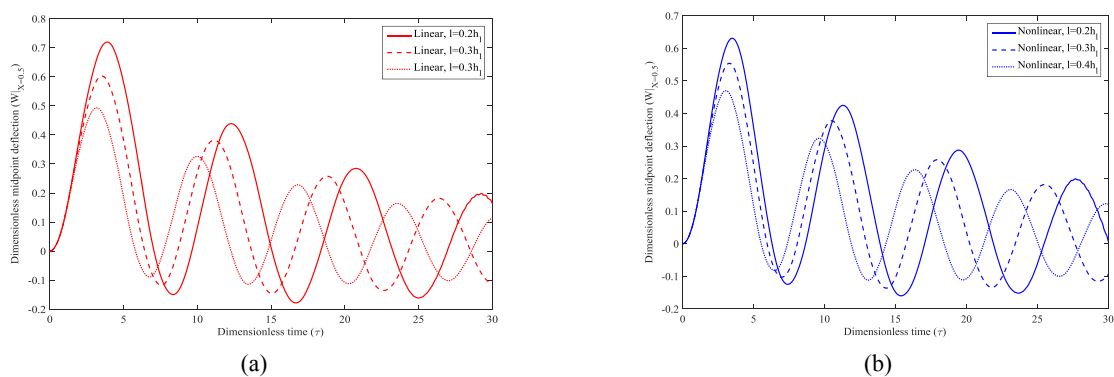 0.8
0.7
0.6
0.5
0.4
0.3
0.2
0.1
0
-0.1
-0.2
Dimensionless midpoint deflection (W|X=0.5)
Linear, l=0.2h1
Linear, l=0.3h1
Linear, l=0.3h1
0 5 10 15 20 25 30
Dimensionless time (τ)
(a)
0.7
0.6
0.5
0.4
0.3
0.2
0.1
0
-0.1
-0.2
Dimensionless midpoint deflection (W|X=0.5)
Nonlinear, l=0.2h1
Nonlinear, l=0.3h1
Nonlinear, l=0.4h1
0 5 10 15 20 25 30
Dimensionless time (τ)
(b)